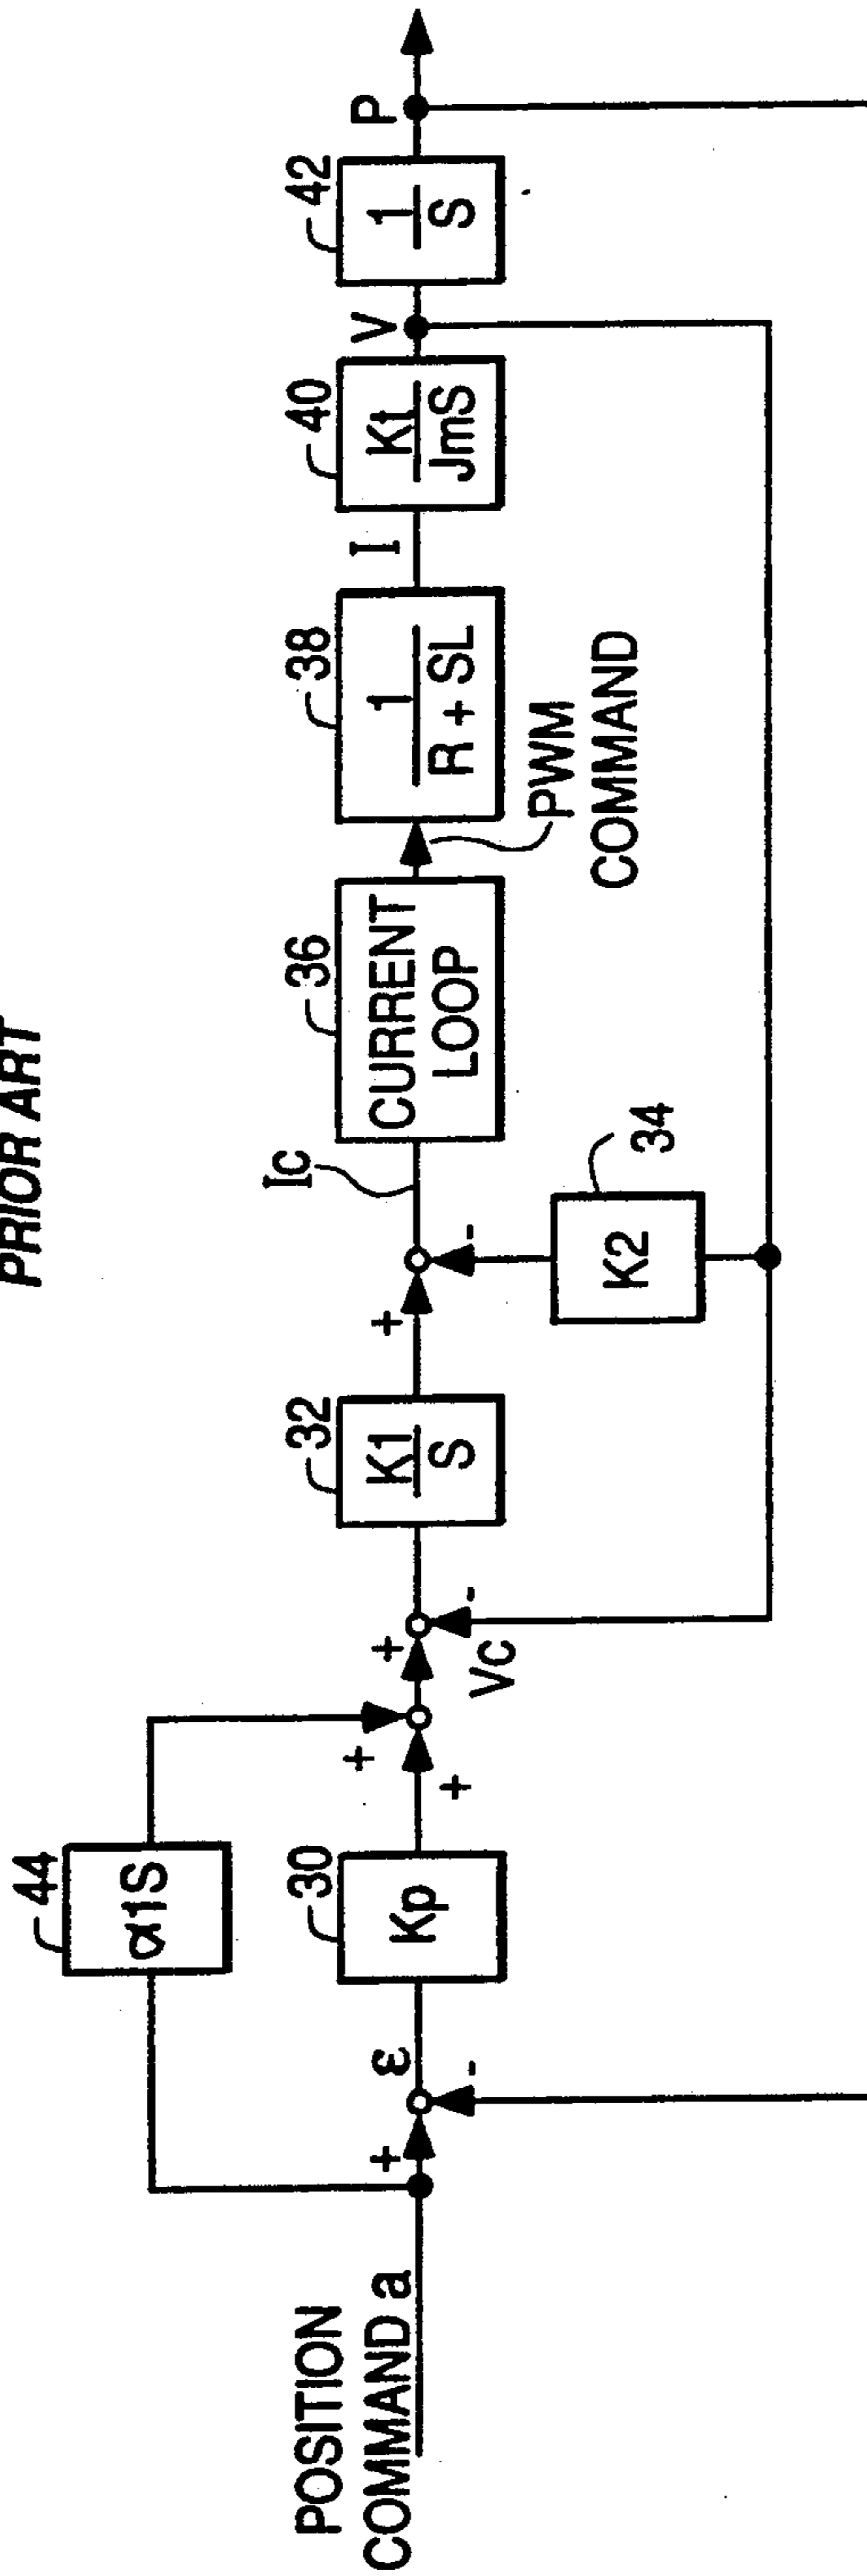 PRIOR ART
POSITION
COMMAND a
+
-
ε
44
α1S
30
Kp
+
+
Vc
+
-
32
K1
S
+
-
34
K2
Ic
36
CURRENT
LOOP
PWM
COMMAND
38
1
R + SL
I
40
Kt
JmS
V
42
1
S
P